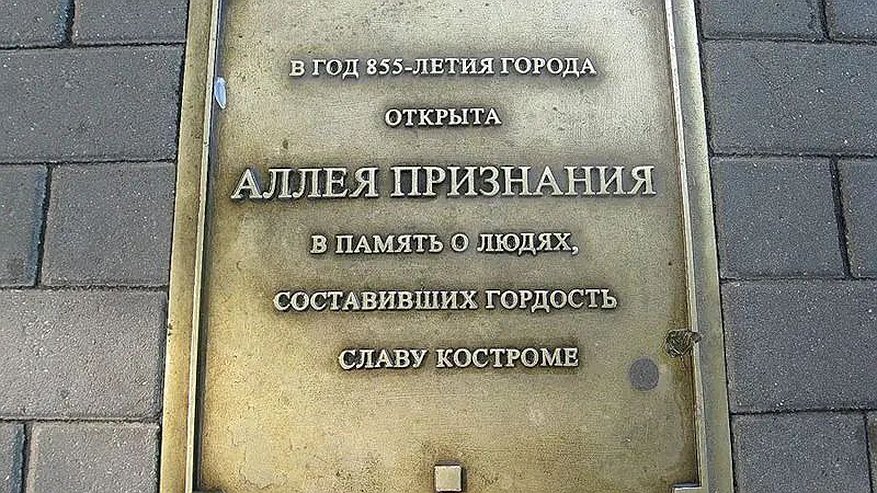 В ГОД 855-ЛЕТИЯ ГОРОДА
ОТКРЫТА
АЛЛЕЯ ПРИЗНАНИЯ
В ПАМЯТЬ О ЛЮДЯХ,
СОСТАВИВШИХ ГОРДОСТЬ
СЛАВУ КОСТРОМЕ